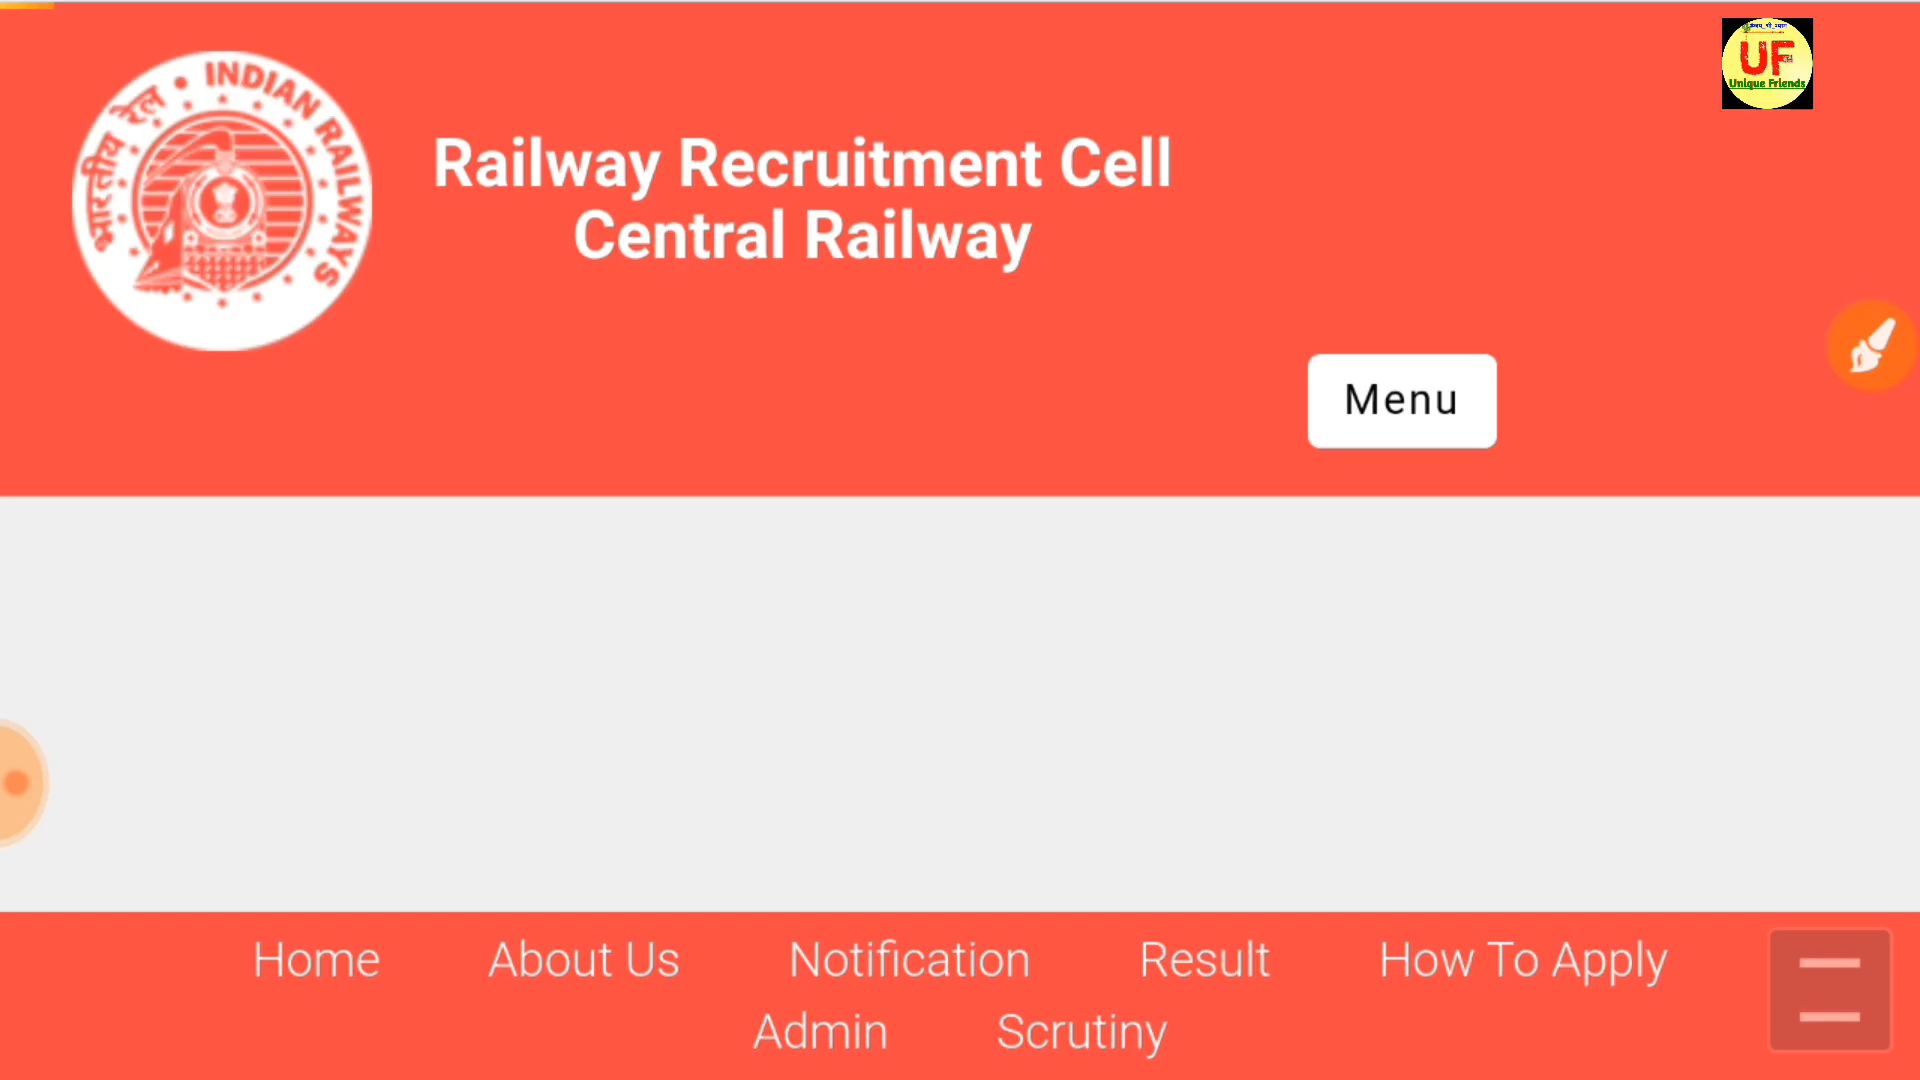 भारतीय रेल • INDIAN RAILWAYS
Railway Recruitment Cell
Central Railway
UF
Unique Friends
Menu
Home About Us Notification Result How To Apply
Admin Scrutiny